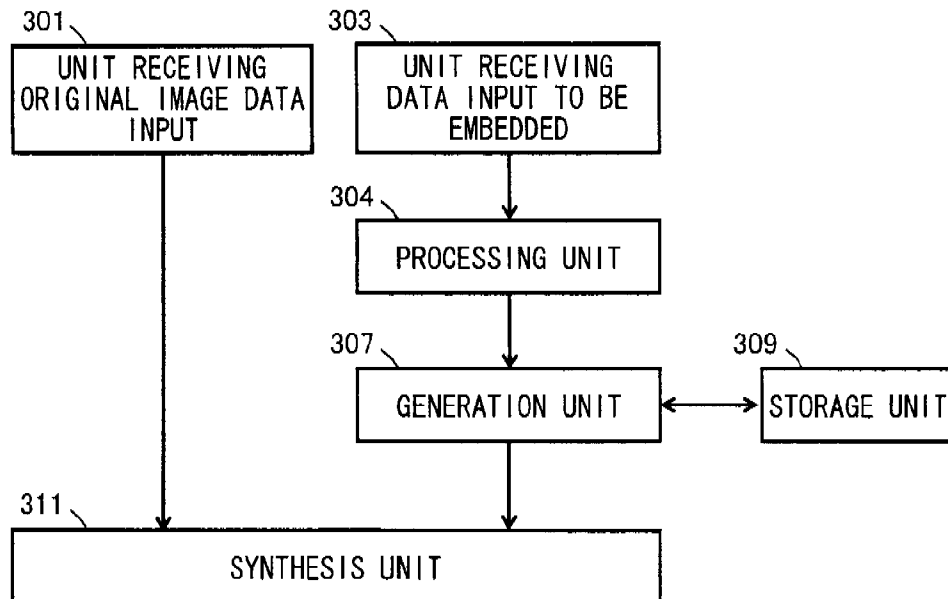 301
UNIT RECEIVING
ORIGINAL IMAGE DATA
INPUT
303
UNIT RECEIVING
DATA INPUT TO BE
EMBEDDED
304
PROCESSING UNIT
307
GENERATION UNIT
309
STORAGE UNIT
311
SYNTHESIS UNIT